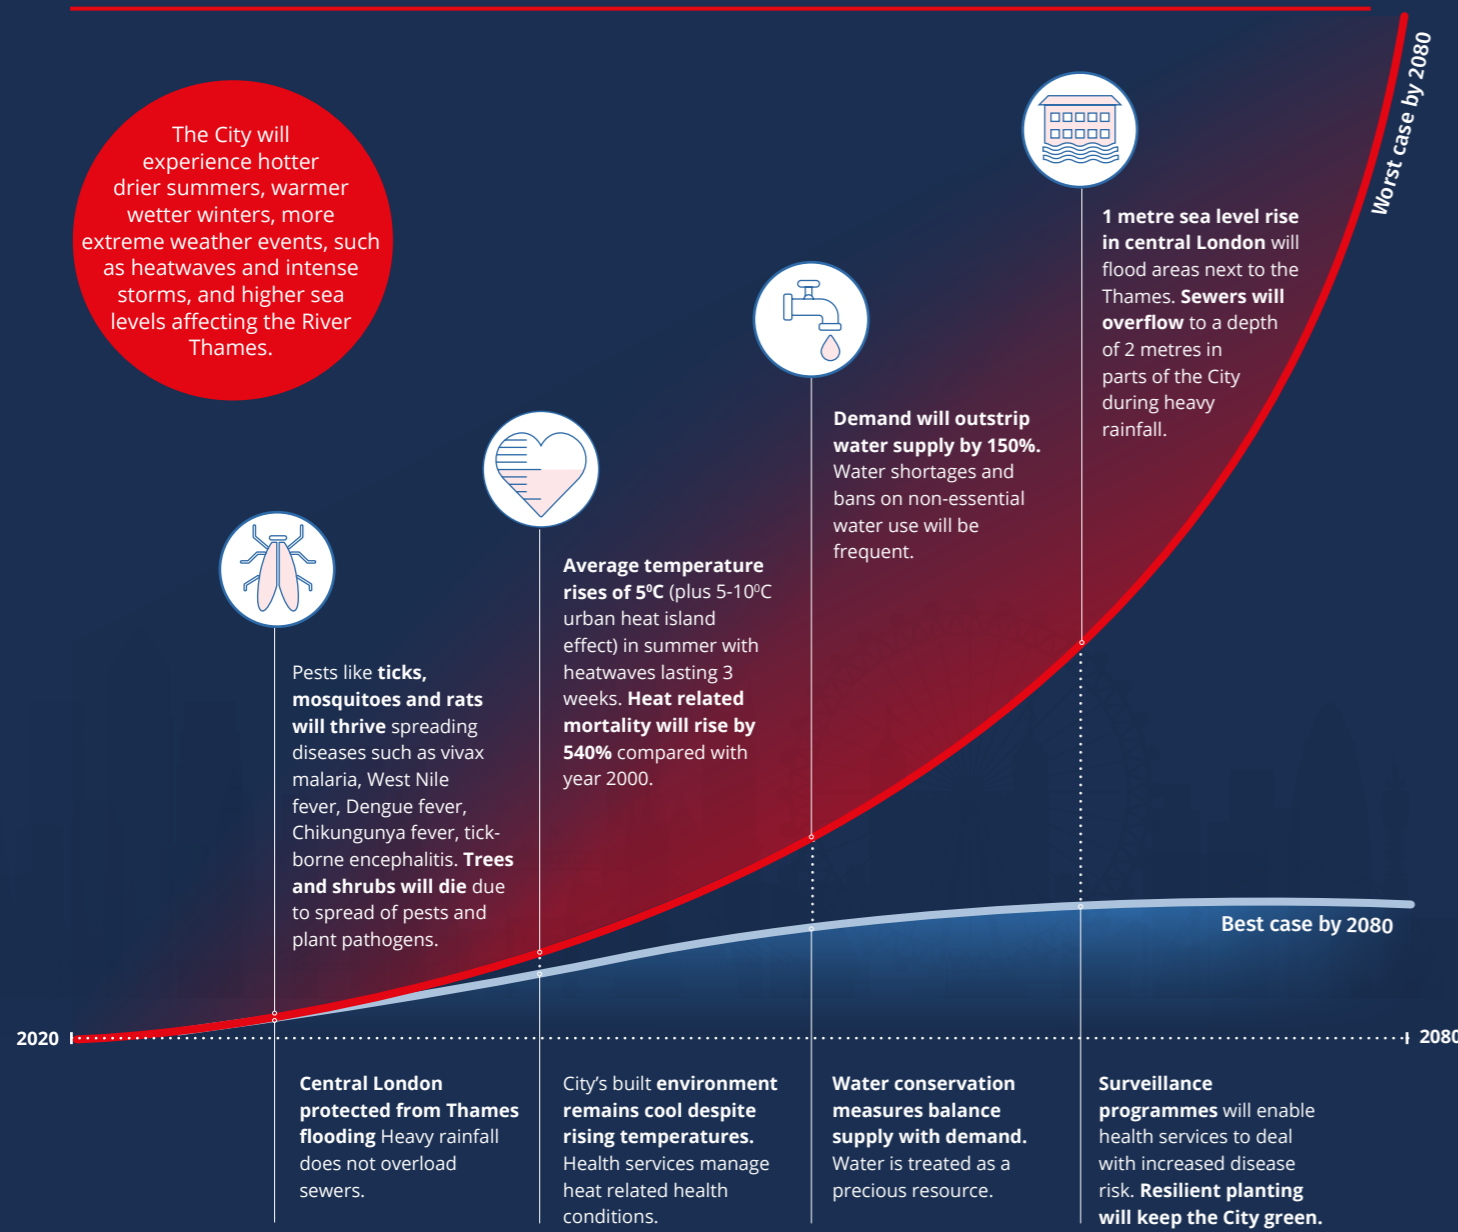 The City will
experience hotter
drier summers, warmer
wetter winters, more
extreme weather events, such
as heatwaves and intense
storms, and higher sea
levels affecting the River
Thames.
Pests like ticks,
mosquitoes and rats
will thrive spreading
diseases such as vivax
malaria, West Nile
fever, Dengue fever,
Chikungunya fever, tick-
borne encephalitis. Trees
and shrubs will die due
to spread of pests and
plant pathogens.
Average temperature
rises of 5⁰C (plus 5-10⁰C
urban heat island
effect) in summer with
heatwaves lasting 3
weeks. Heat related
mortality will rise by
540% compared with
year 2000.
Demand will outstrip
water supply by 150%.
Water shortages and
bans on non-essential
water use will be
frequent.
1 metre sea level rise
in central London will
flood areas next to the
Thames. Sewers will
overflow to a depth
of 2 metres in
parts of the City
during heavy
rainfall.
Worst case by 2080
Best case by 2080
2020
2080
Central London
protected from Thames
flooding Heavy rainfall
does not overload
sewers.
City’s built environment
remains cool despite
rising temperatures.
Health services manage
heat related health
conditions.
Water conservation
measures balance
supply with demand.
Water is treated as a
precious resource.
Surveillance
programmes will enable
health services to deal
with increased disease
risk. Resilient planting
will keep the City green.